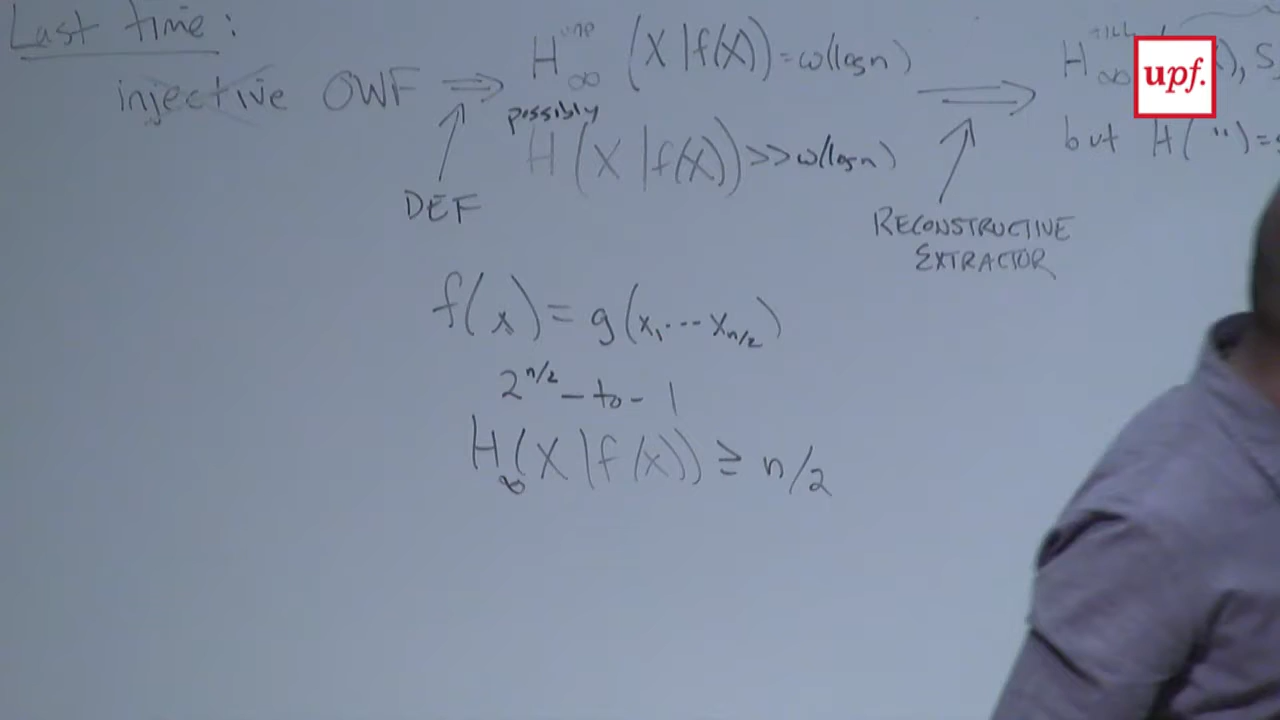 Last time:
injective OWF ⟹ H∞^unp (X|f(X)) = ω(log n) ⟹ H∞
possibly
H(X|f(X)) >> ω(log n)
but H(")=
DEF
RECONSTRUCTIVE
EXTRACTOR
f(x) = g(x₁...x_{n/2})
2^{n/2} - to - 1
H∞(X|f(X)) ≥ n/2
upf.